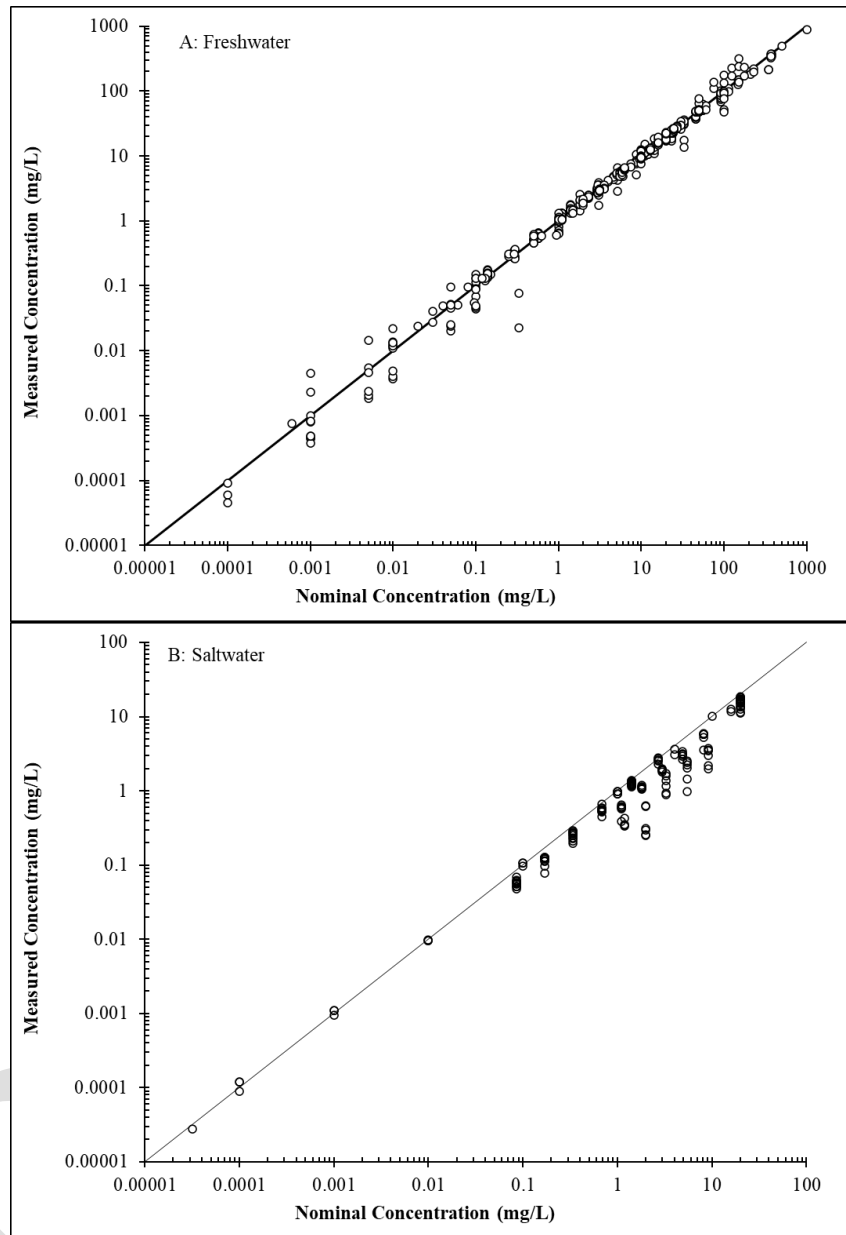 A: Freshwater
1000
100
10
1
0.1
0.01
0.001
0.0001
0.00001
Measured Concentration (mg/L)
0.00001 0.0001 0.001 0.01 0.1 1 10 100 1000
Nominal Concentration (mg/L)
B: Saltwater
100
10
1
0.1
0.01
0.001
0.0001
0.00001
Measured Concentration (mg/L)
0.00001 0.0001 0.001 0.01 0.1 1 10 100
Nominal Concentration (mg/L)